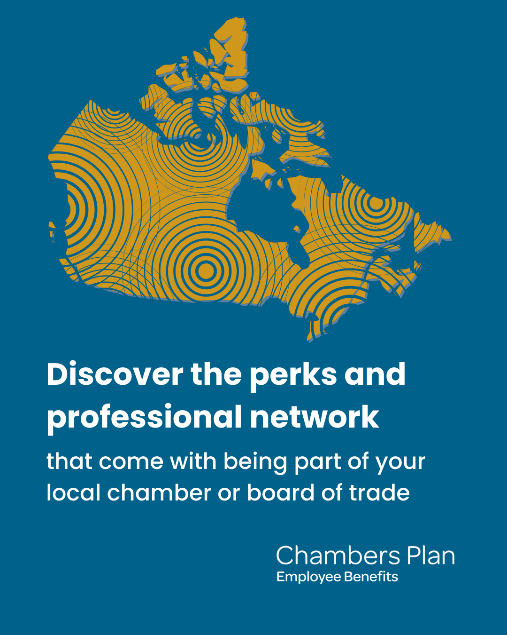 Discover the perks and
professional network
that come with being part of your
local chamber or board of trade
Chambers Plan
Employee Benefits